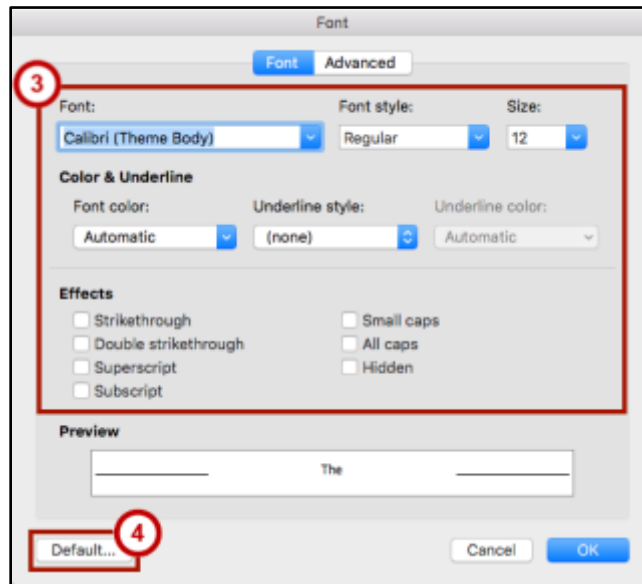 Font
Font Advanced
3
Font: Font style: Size:
Calibri (Theme Body) Regular 12
Color & Underline
Font color: Underline style: Underline color:
Automatic (none) Automatic
Effects
Strikethrough Small caps
Double strikethrough All caps
Superscript Hidden
Subscript
Preview
The
4
Default... Cancel OK